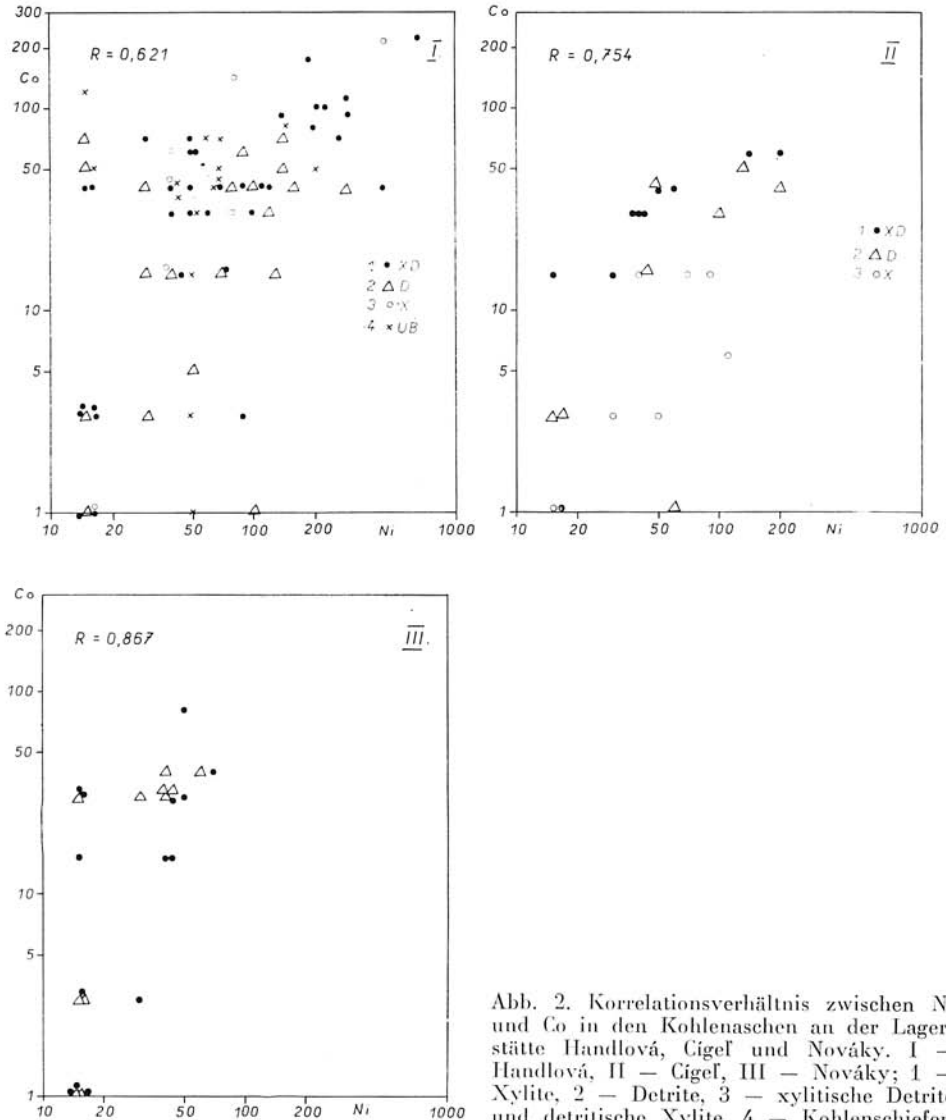 300
200
Co
100
50
10
5
1
R = 0,621
I
1 ● XD
2 △ D
3 ○ X
4 × UB
10 20 50 100 200 Ni 1000
Co
200
100
50
10
5
1
R = 0,754
II
1 ● XD
2 △ D
3 ○ X
10 20 50 100 200 Ni 1000
Co
200
100
50
10
5
1
R = 0,867
III
10 20 50 100 200 Ni 1000
Abb. 2. Korrelationsverhältnis zwischen N
und Co in den Kohlenaschen an der Lager-
stätte Handlová, Cígeľ und Nováky. I —
Handlová, II — Cígeľ, III — Nováky; 1 —
Xylite, 2 — Detrite, 3 — xylitische Detrit
und detritische Xylite, 4 — Kohlenschiefer